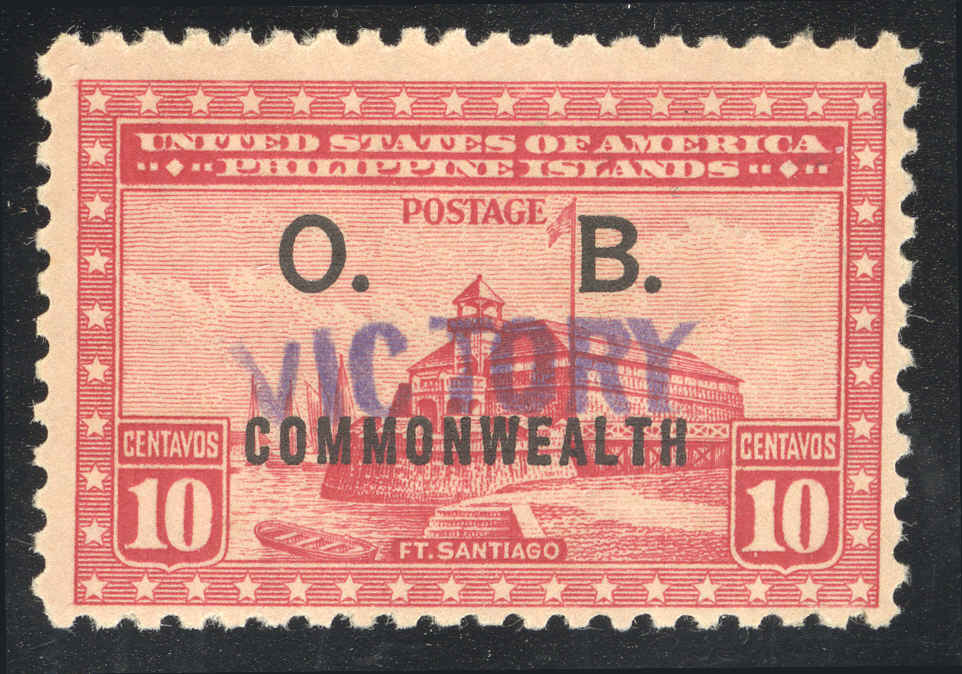 UNITED STATES OF AMERICA
PHILIPPINE ISLANDS
POSTAGE
O. B.
VICTORY
COMMONWEALTH
CENTAVOS CENTAVOS
10 10
FT. SANTIAGO